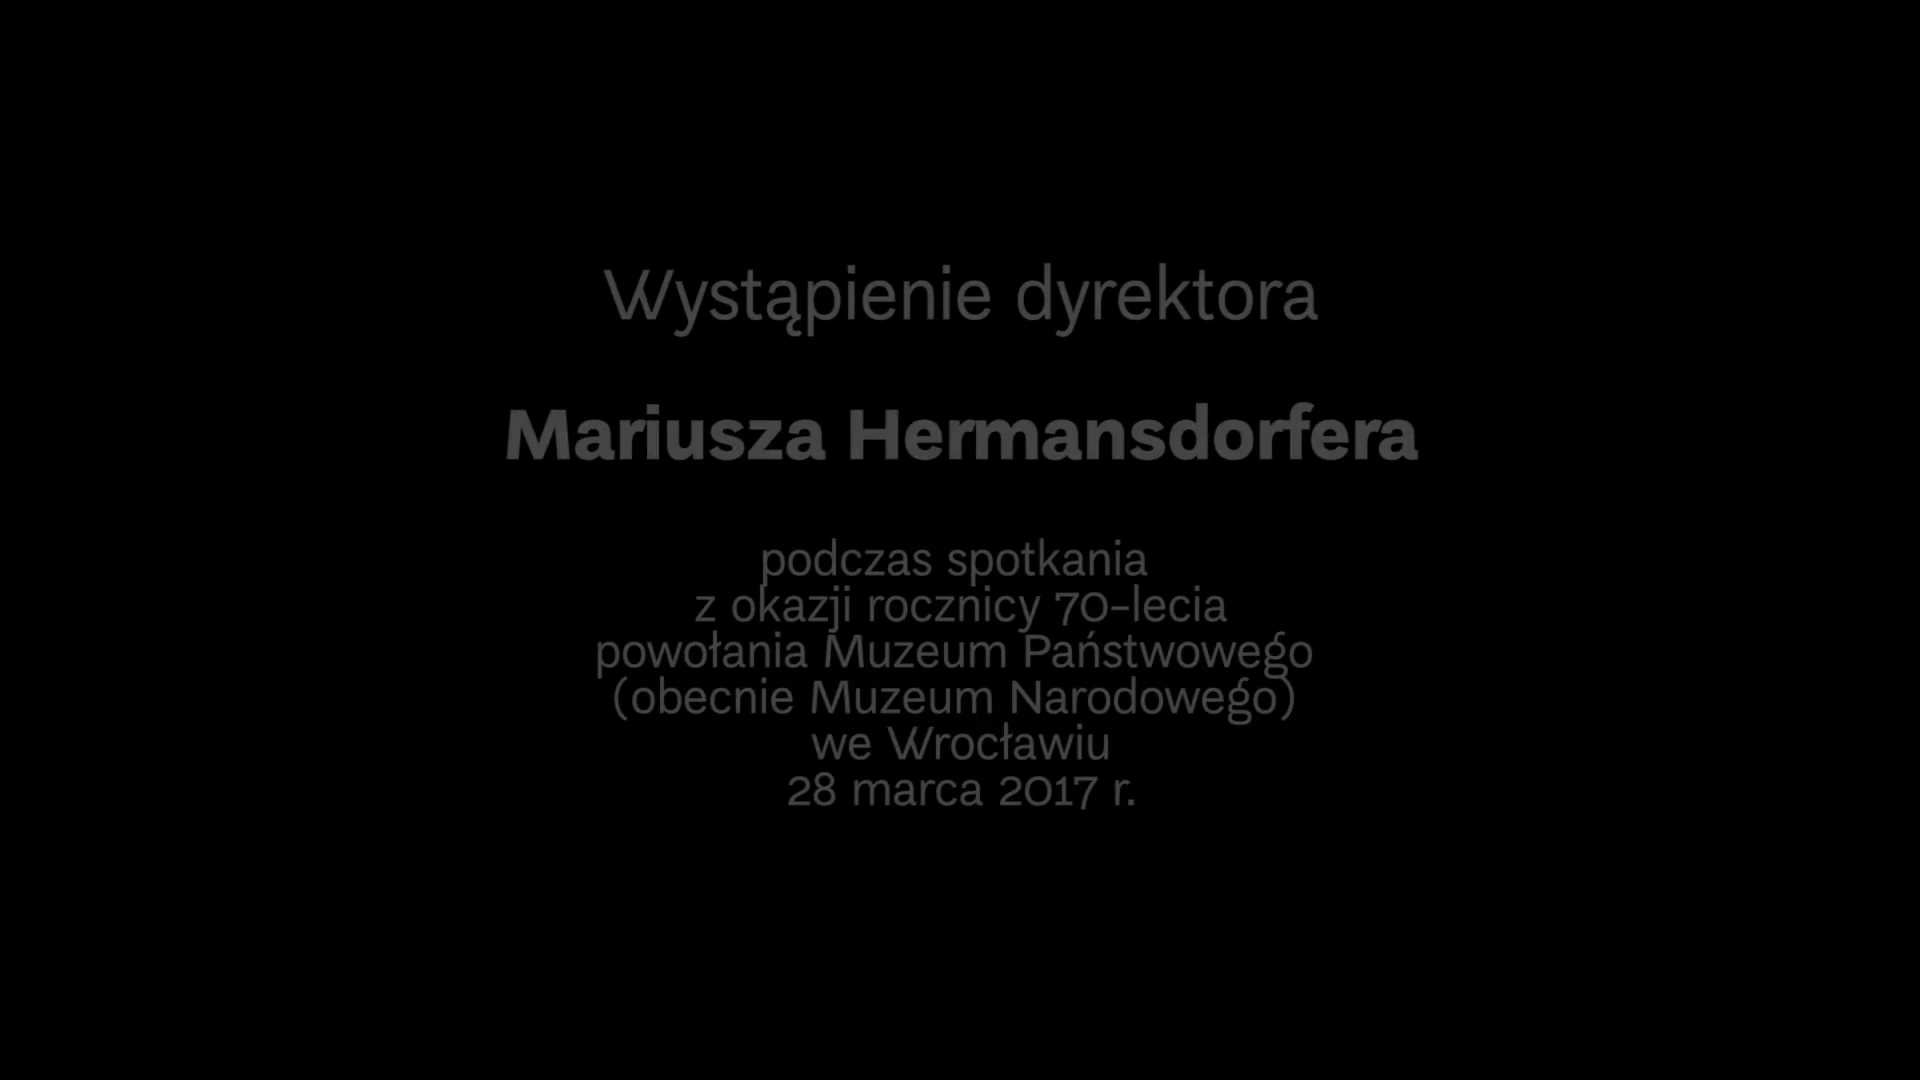 Wystąpienie dyrektora
Mariusza Hermansdorfera
podczas spotkania
z okazji rocznicy 70-lecia
powołania Muzeum Państwowego
(obecnie Muzeum Narodowego)
we Wrocławiu
28 marca 2017 r.